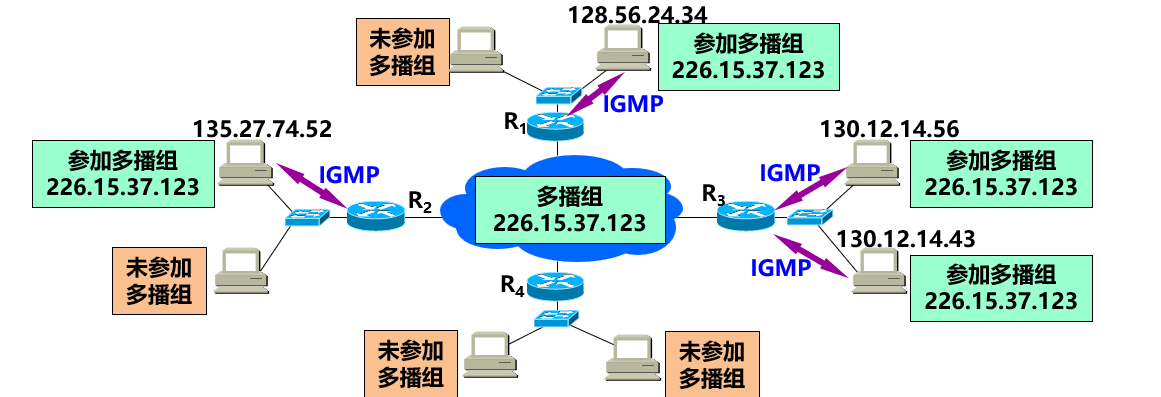 128.56.24.34
未参加
多播组
参加多播组
226.15.37.123
IGMP
R1
135.27.74.52
参加多播组
226.15.37.123
IGMP
R2
多播组
226.15.37.123
R3
130.12.14.56
IGMP
参加多播组
226.15.37.123
130.12.14.43
IGMP
参加多播组
226.15.37.123
未参加
多播组
R4
未参加
多播组
未参加
多播组